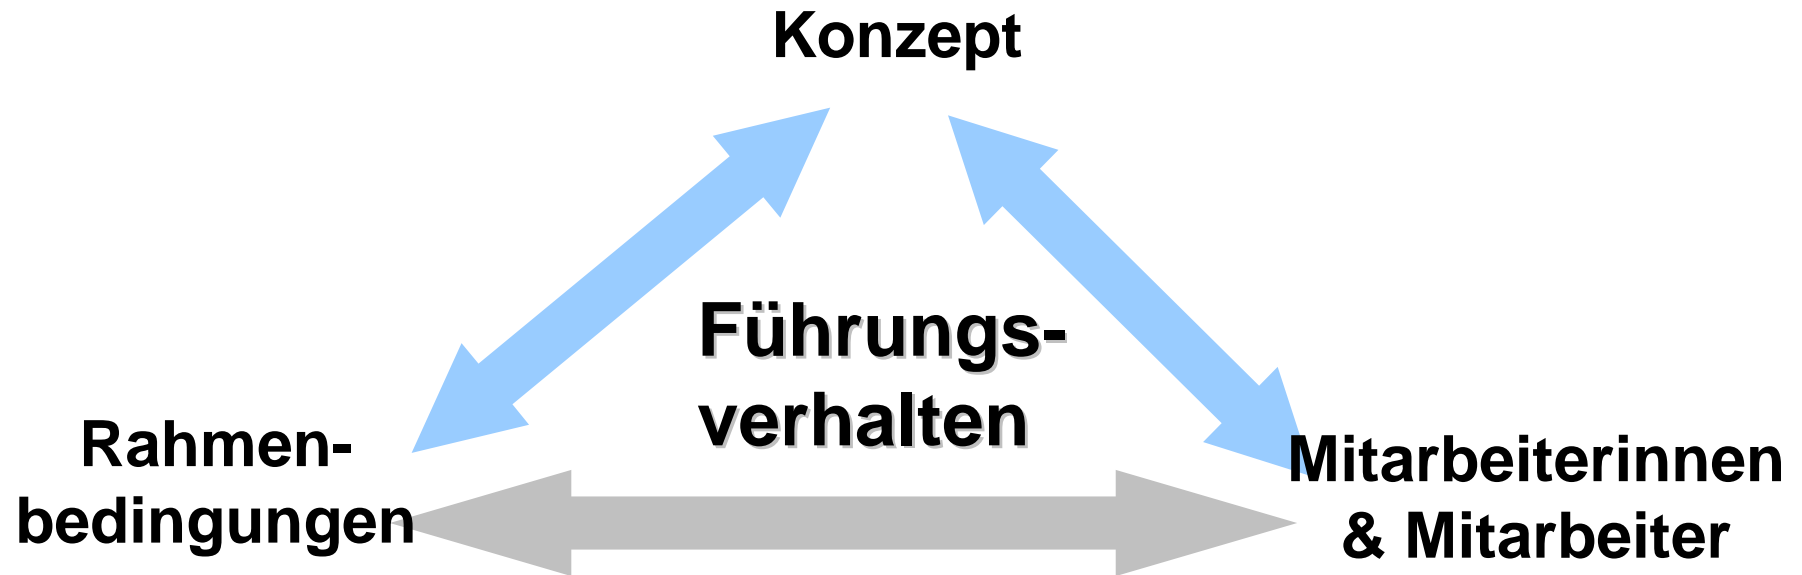 Konzept
Führungs-
verhalten
Rahmen-
bedingungen
Mitarbeiterinnen
& Mitarbeiter